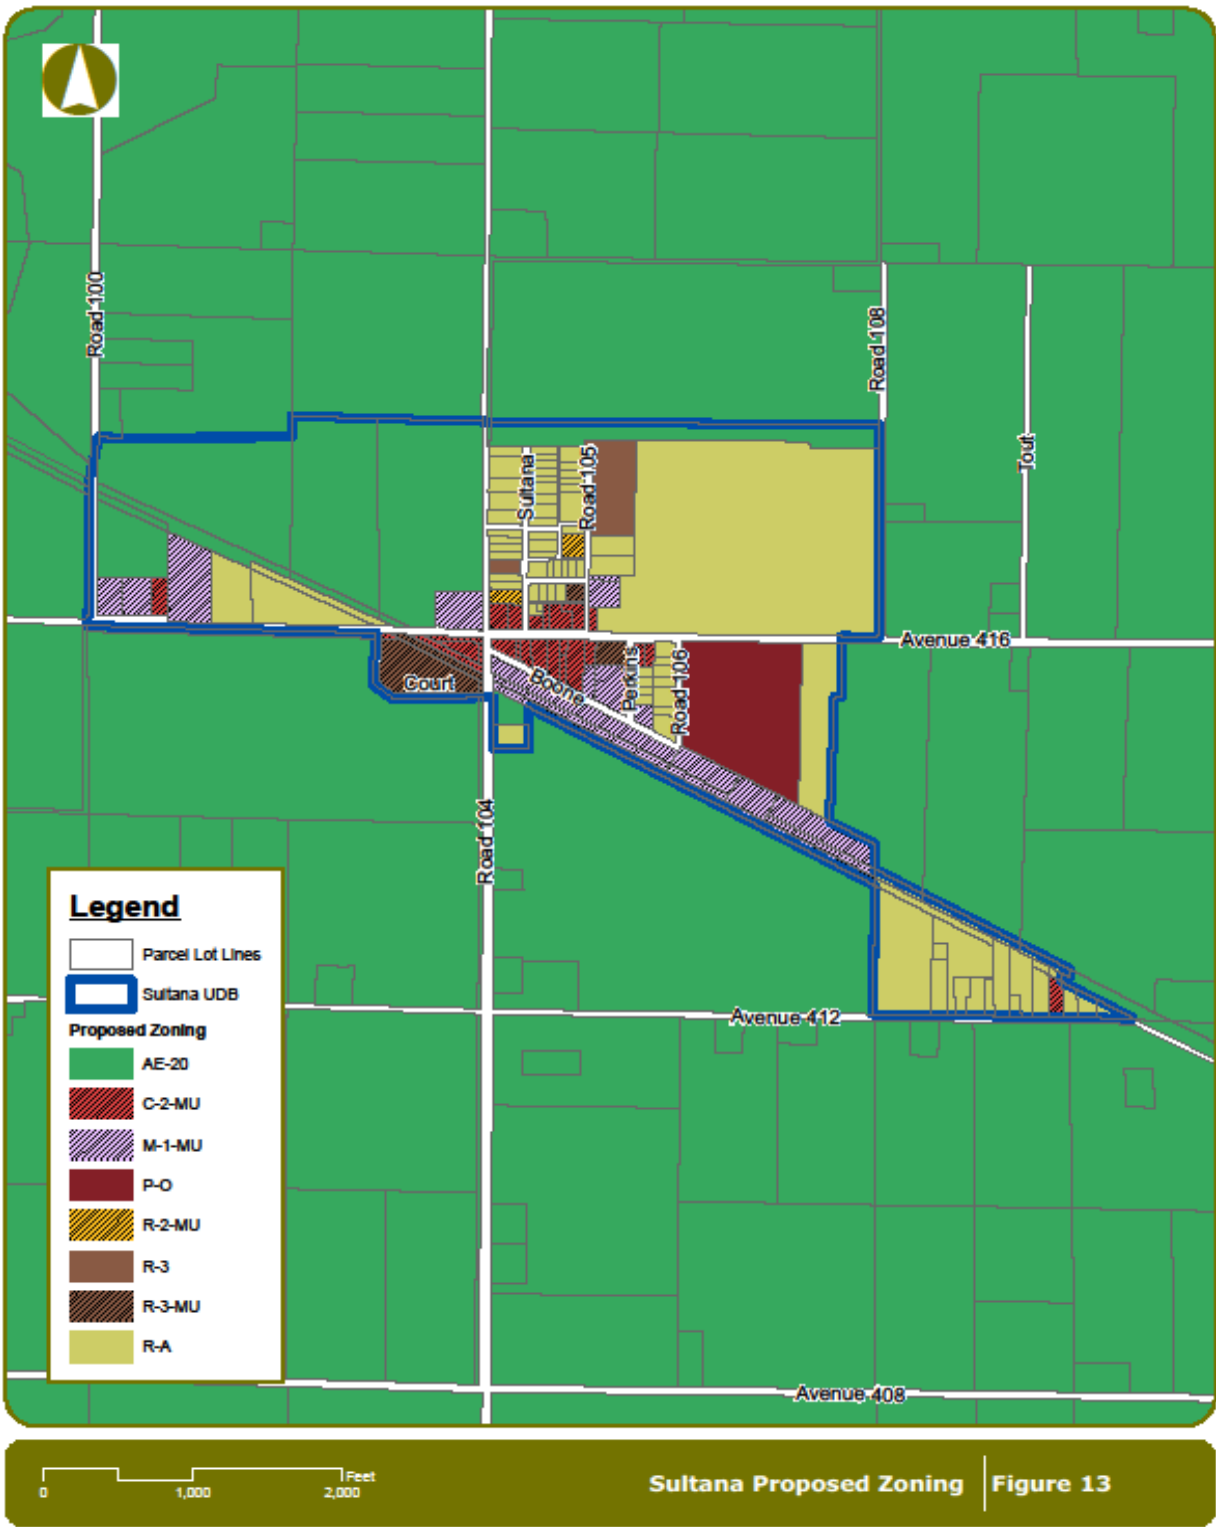 Road 100
Road 108
Tout
Sultana
Road 105
Avenue 416
Perkins
Road 106
Boone
Court
Road 104
Avenue 412
Avenue 408
Legend
Parcel Lot Lines
Sultana UDB
Proposed Zoning
AE-20
C-2-MU
M-1-MU
P-O
R-2-MU
R-3
R-3-MU
R-A
Feet
0 1,000 2,000
Sultana Proposed Zoning Figure 13